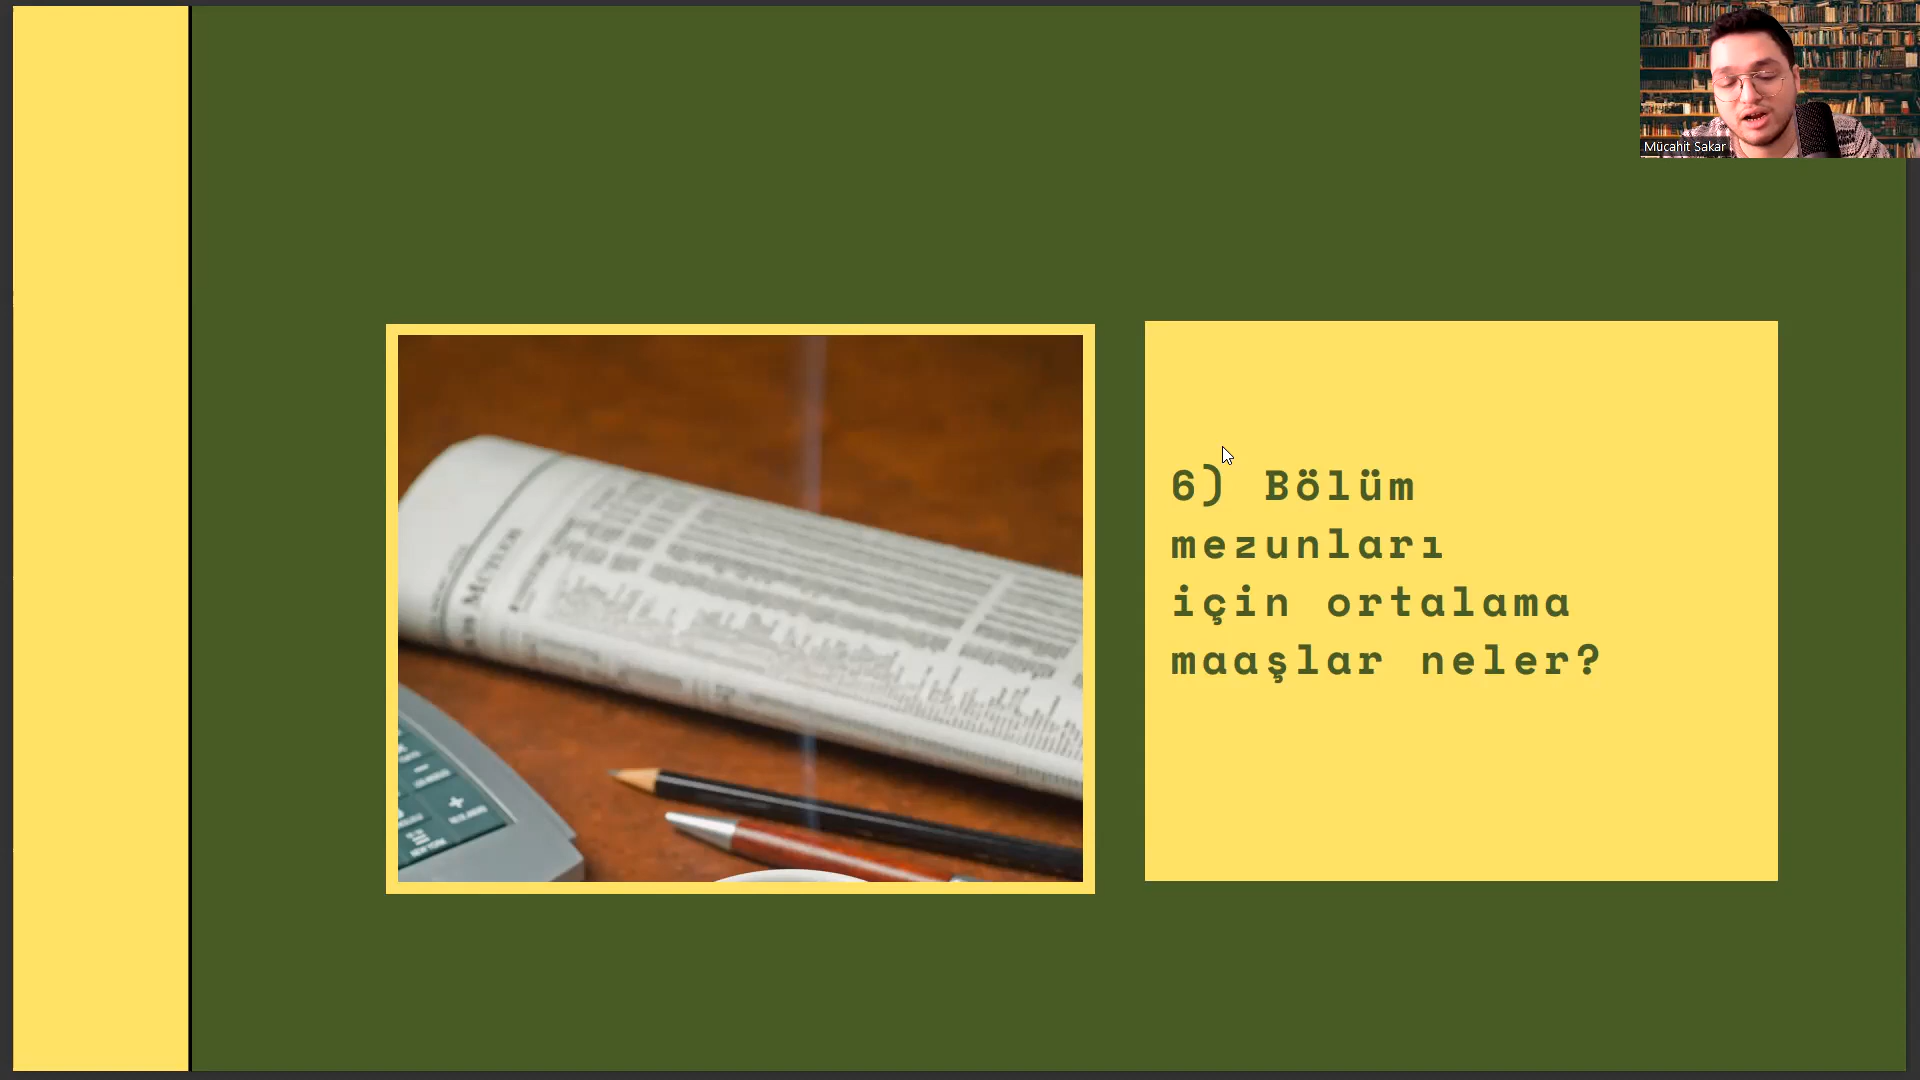 Mücahit Sakar
6) Bölüm
mezunları
için ortalama
maaşlar neler?